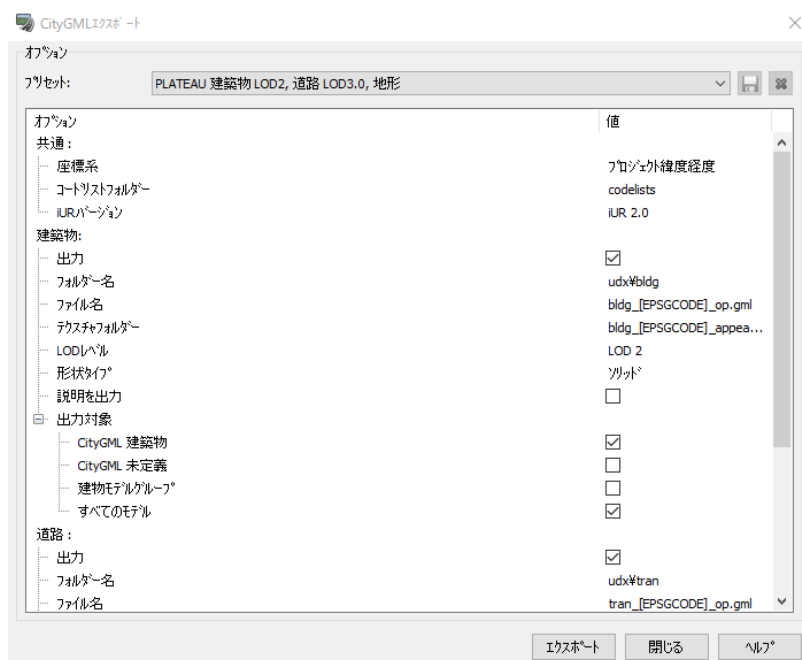 CityGMLｴｸｽﾎﾟｰﾄ
ｵﾌﾟｼｮﾝ
ﾌﾟﾘｾｯﾄ: PLATEAU 建築物 LOD2, 道路 LOD3.0, 地形
ｵﾌﾟｼｮﾝ 値
共通 :
座標系 ﾌﾟﾛｼﾞｪｸﾄ緯度経度
ｺｰﾄﾞﾘｽﾄﾌｫﾙﾀﾞｰ codelists
iURﾊﾞｰｼﾞｮﾝ iUR 2.0
建築物:
出力
ﾌｫﾙﾀﾞｰ名 udx¥bldg
ﾌｧｲﾙ名 bldg_[EPSGCODE]_op.gml
ﾃｸｽﾁｬﾌｫﾙﾀﾞｰ bldg_[EPSGCODE]_appea...
LODﾚﾍﾞﾙ LOD 2
形状ﾀｲﾌﾟ ｿﾘｯﾄﾞ
説明を出力
出力対象
CityGML 建築物
CityGML 未定義
建物ﾓﾃﾞﾙｸﾞﾙｰﾌﾟ
すべてのﾓﾃﾞﾙ
道路 :
出力
ﾌｫﾙﾀﾞｰ名 udx¥tran
ﾌｧｲﾙ名 tran_[EPSGCODE]_op.gml
ｴｸｽﾎﾟｰﾄ 閉じる ﾍﾙﾌﾟ